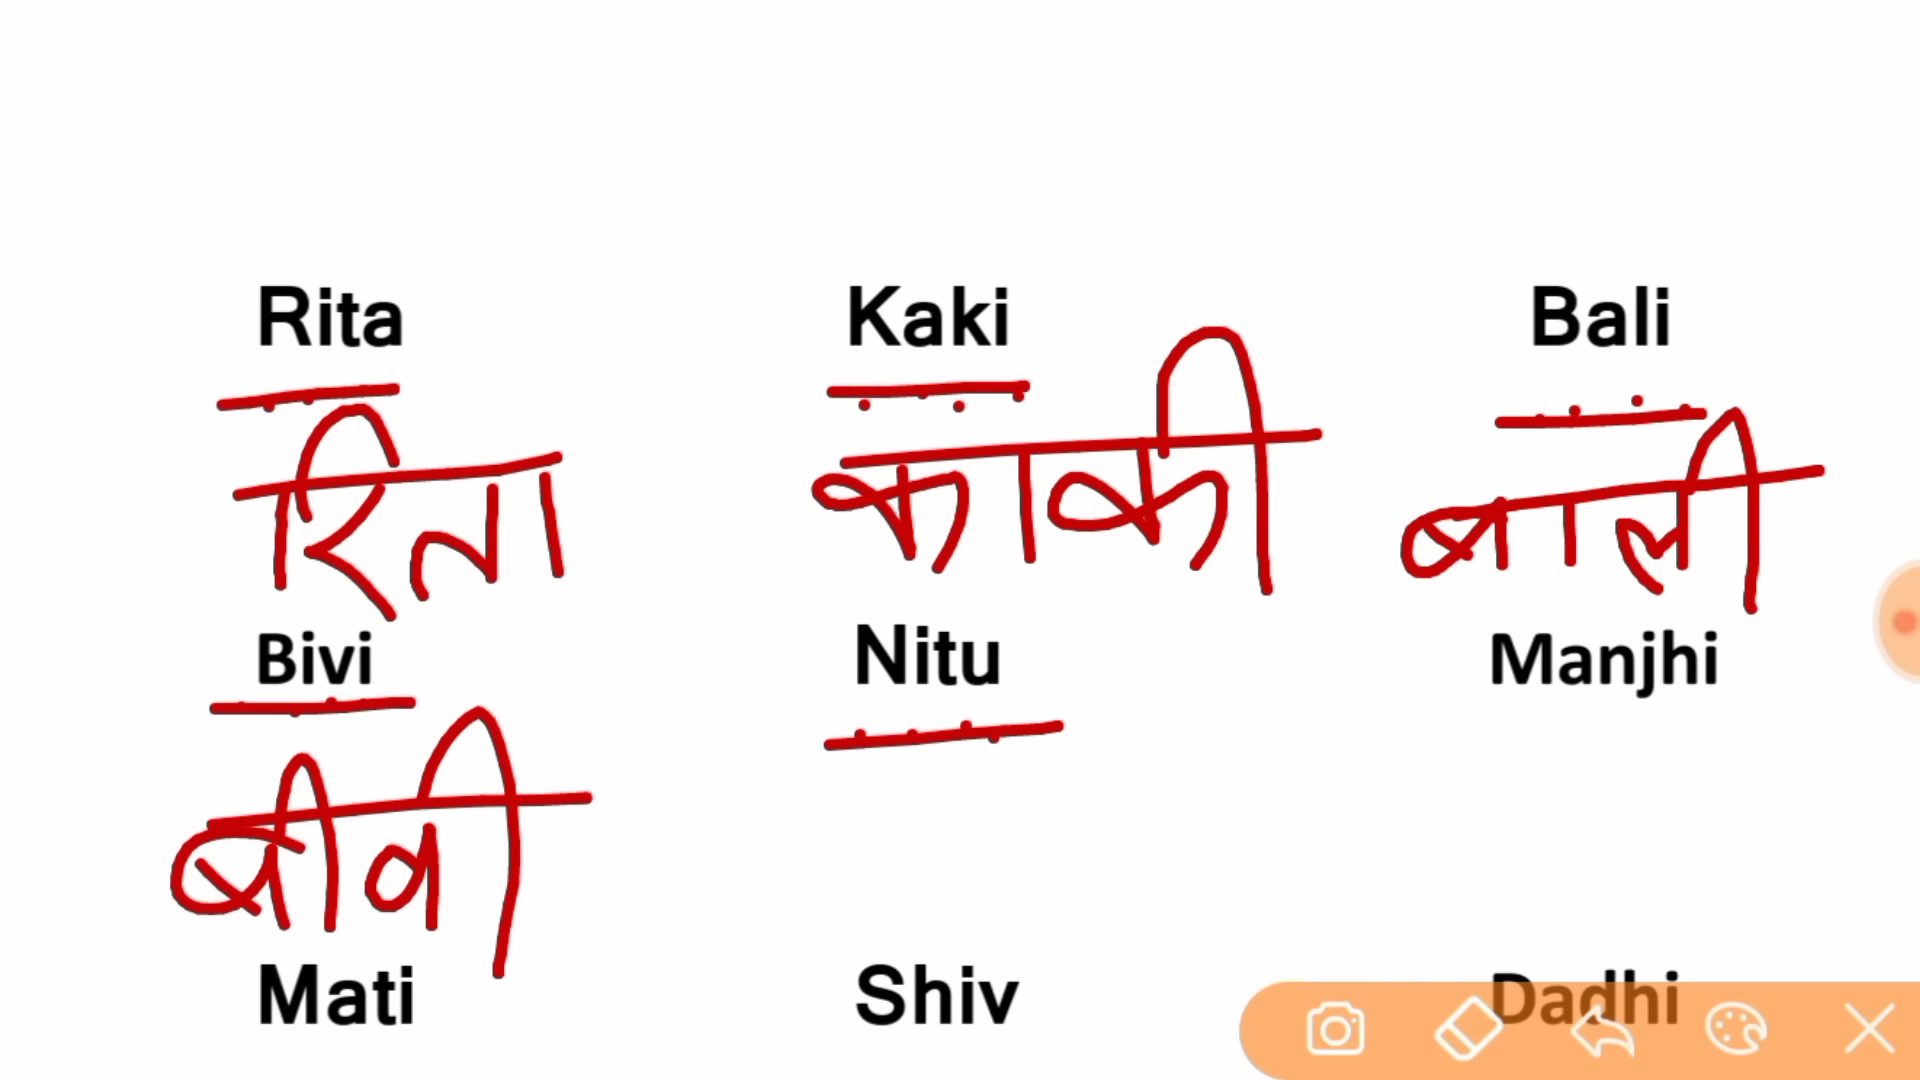 Rita Kaki Bali
रिता काकी बाली
Bivi Nitu Manjhi
बीवी
Mati Shiv Dadhi